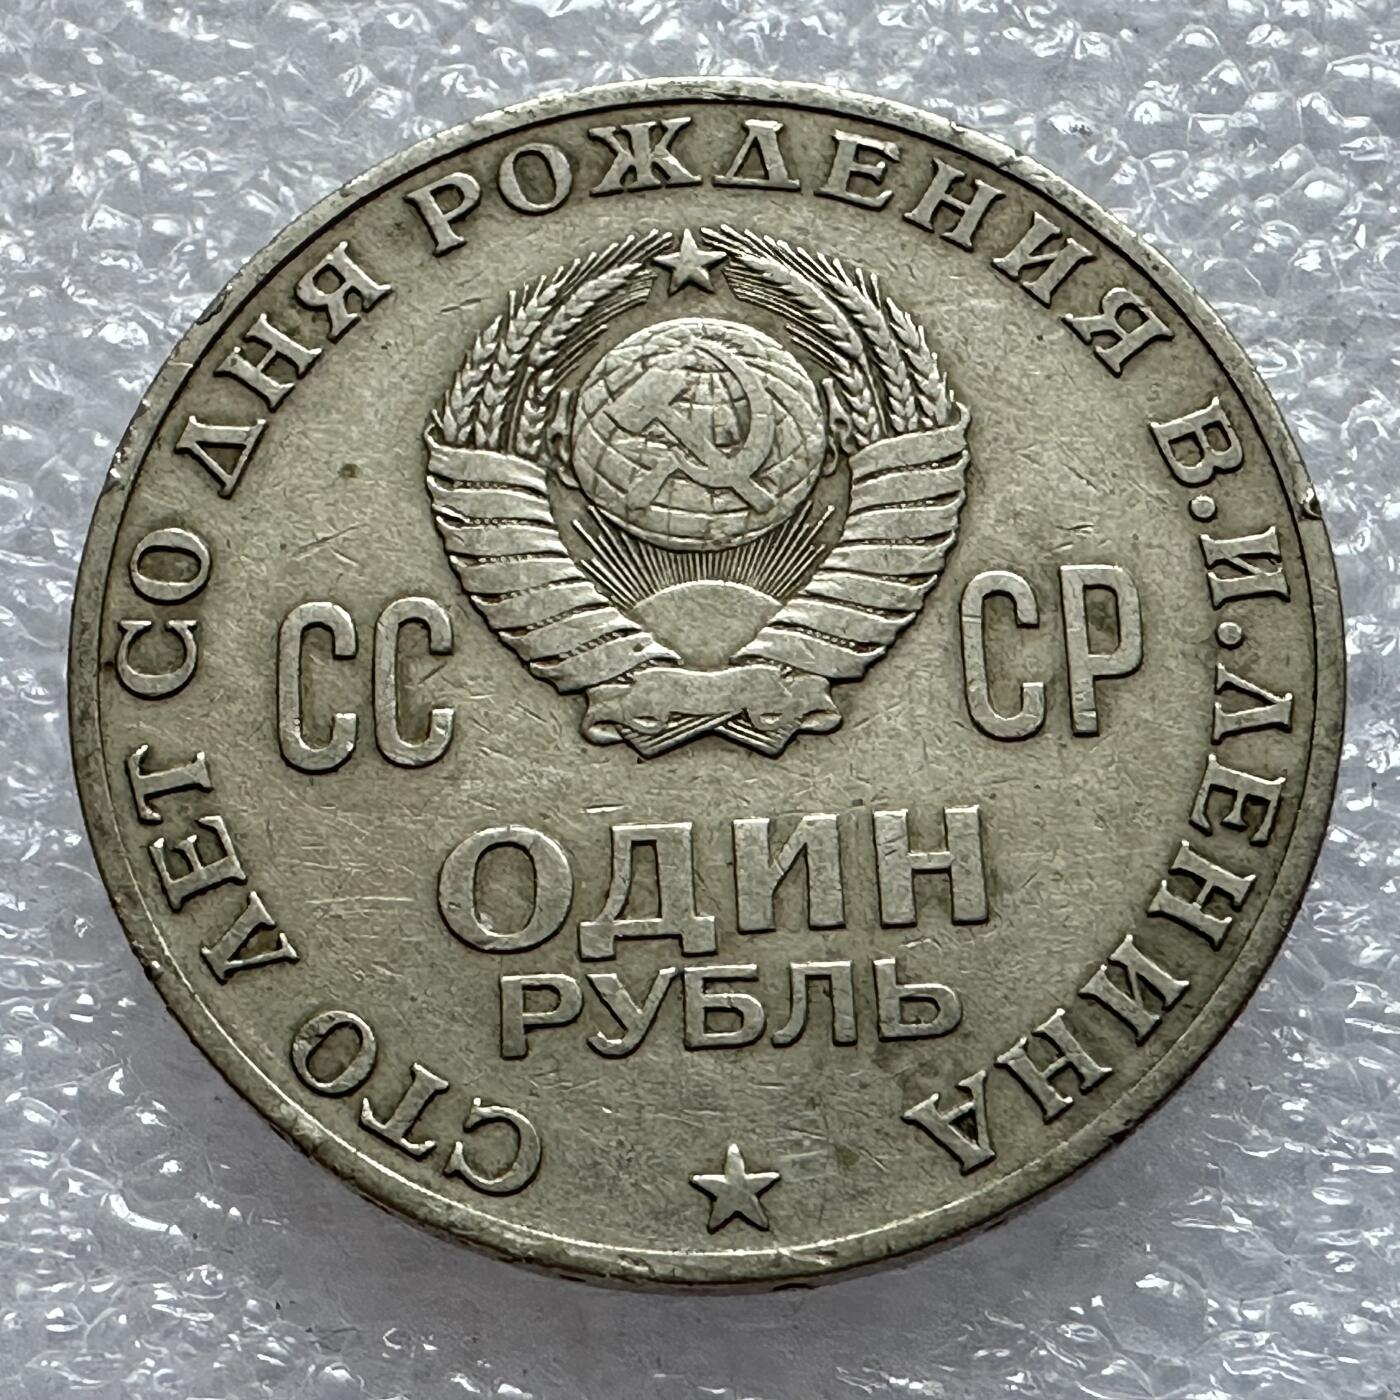 СТО ЛЕТ СО ДНЯ РОЖДЕНИЯ В.И.ЛЕНИНА
СС СР
ОДИН
РУБЛЬ